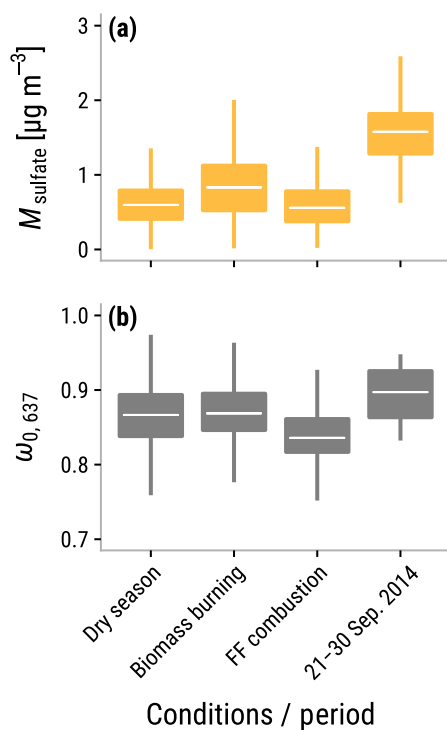 (a)
3
2
1
0
M sulfate [µg m−3]
(b)
1.0
0.9
0.8
0.7
ω0, 637
Dry season
Biomass burning
FF combustion
21–30 Sep. 2014
Conditions / period